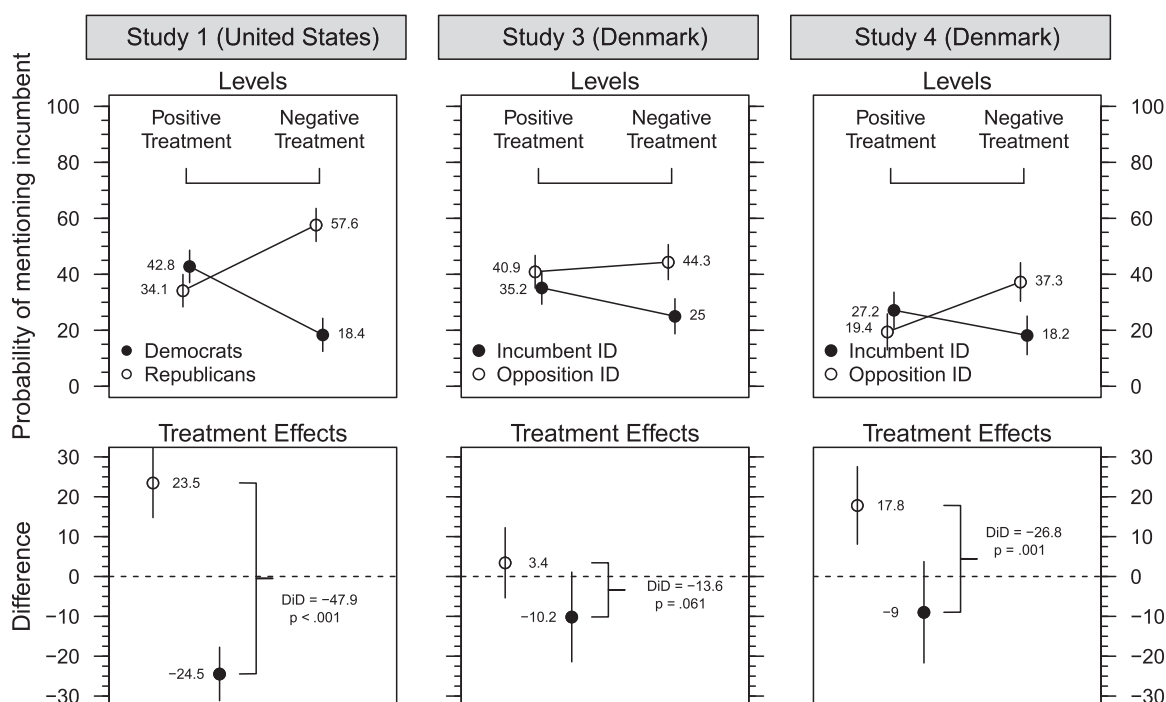 Study 1 (United States)
Study 3 (Denmark)
Study 4 (Denmark)
Probability of mentioning incumbent
Levels
100
80
60
40
20
0
Positive
Treatment
Negative
Treatment
42.8
34.1
57.6
18.4
Democrats
Republicans
Levels
Positive
Treatment
Negative
Treatment
40.9
35.2
44.3
25
Incumbent ID
Opposition ID
Levels
Positive
Treatment
Negative
Treatment
27.2
19.4
37.3
18.2
Incumbent ID
Opposition ID
100
80
60
40
20
0
Difference
Treatment Effects
30
20
10
0
−10
−20
−30
23.5
−24.5
DiD = −47.9
p < .001
Treatment Effects
3.4
−10.2
DiD = −13.6
p = .061
Treatment Effects
17.8
−9
DiD = −26.8
p = .001
30
20
10
0
−10
−20
−30